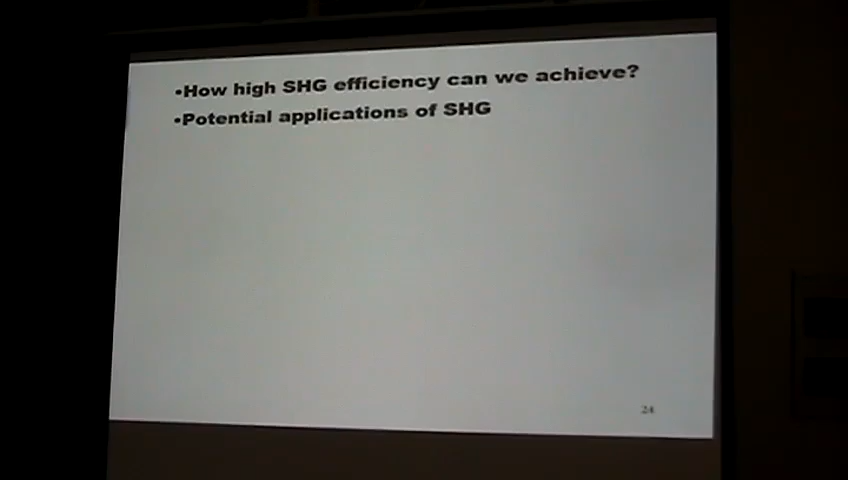 •How high SHG efficiency can we achieve?
•Potential applications of SHG
24